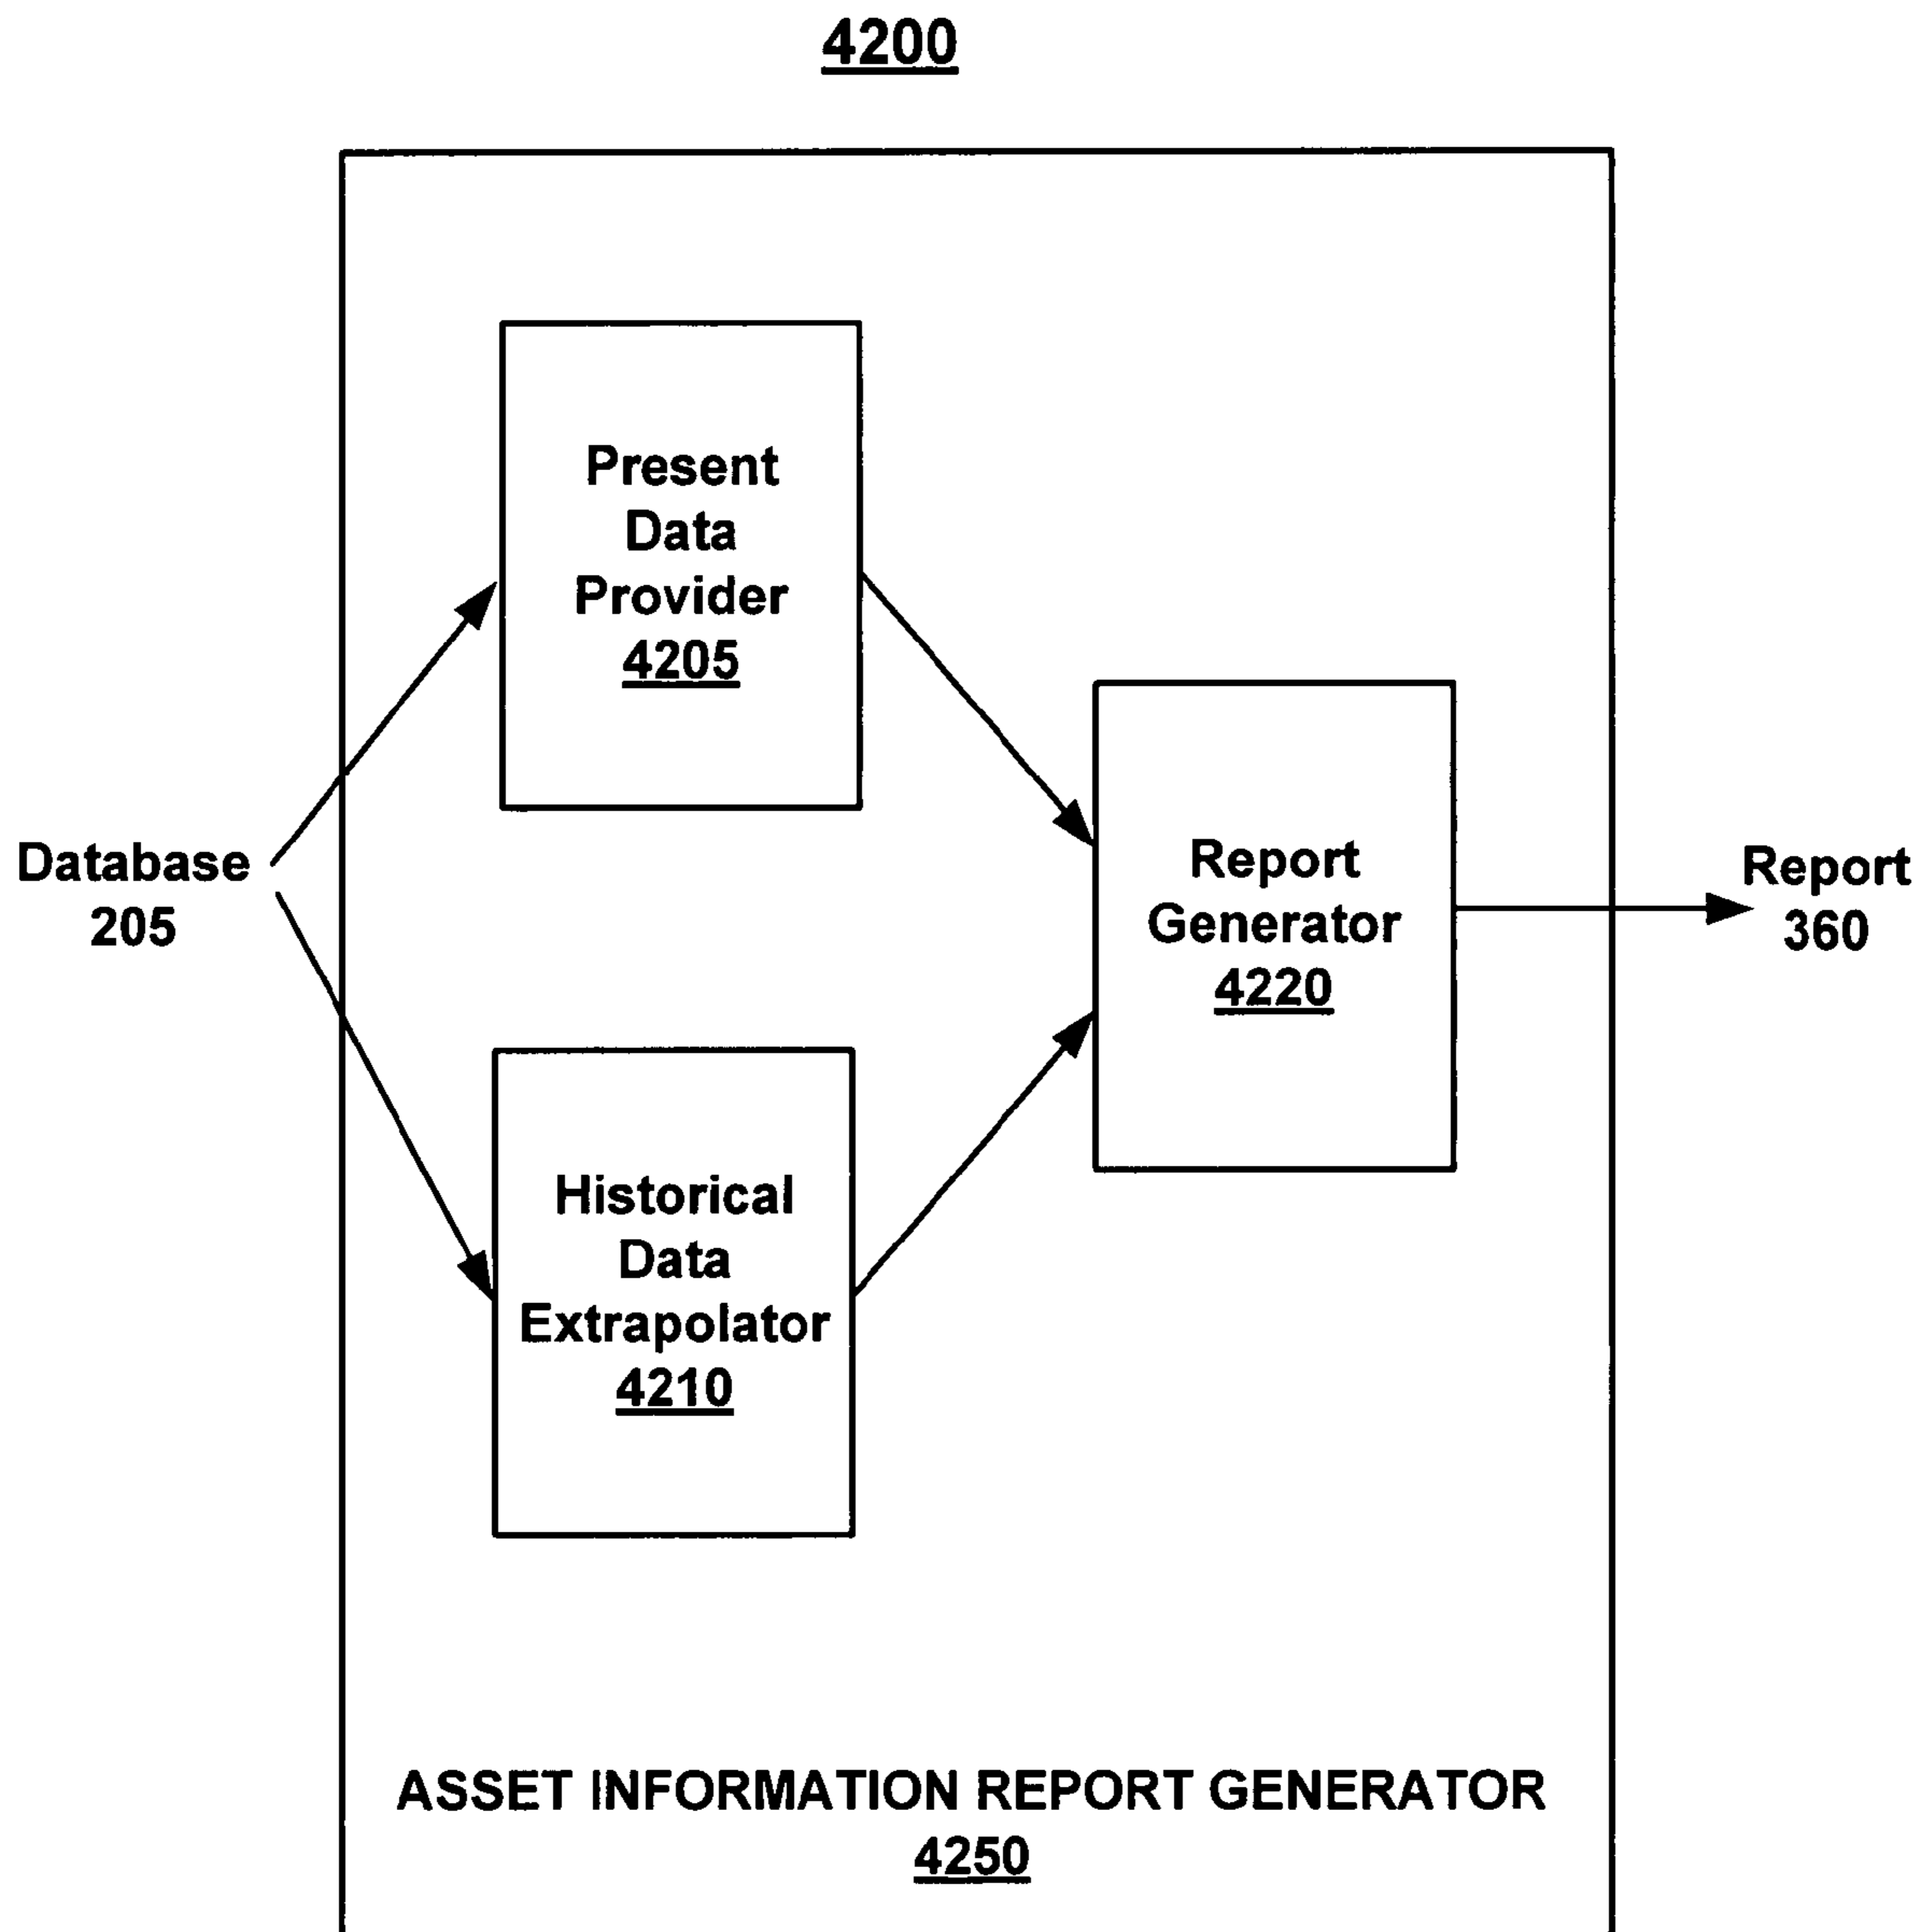 4200
Present
Data
Provider
4205
Database
205
Report
Generator
4220
Report
360
Historical
Data
Extrapolator
4210
ASSET INFORMATION REPORT GENERATOR
4250